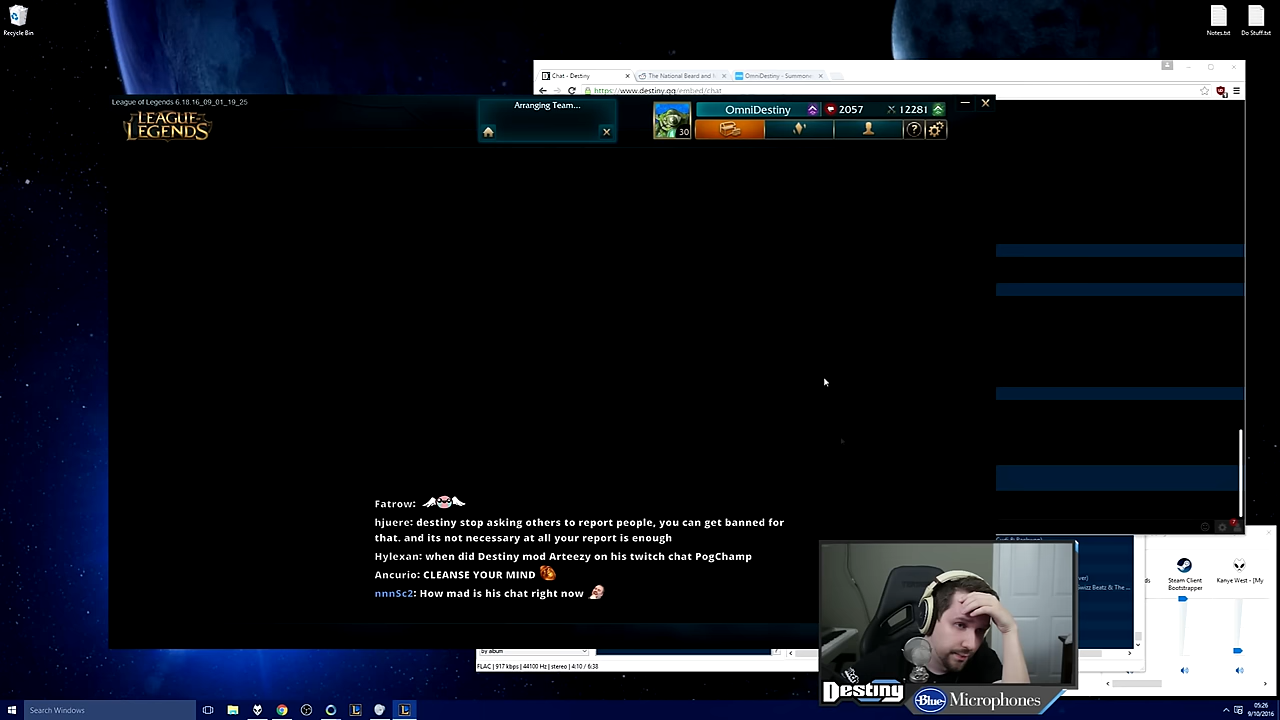 Recycle Bin
Notes.txt
Do Stuff.txt
Chat - Destiny
The National Beard and
OmniDestiny - Summon
https://www.destiny.gg/embed/chat
League of Legends 6.18.16_09_01_19_25
LEAGUE OF LEGENDS
Arranging Team...
30
OmniDestiny
2057
12281
?
Fatrow:
hjuere: destiny stop asking others to report people, you can get banned for
that. and its not necessary at all your report is enough
Hylexan: when did Destiny mod Arteezy on his twitch chat PogChamp
Ancurio: CLEANSE YOUR MIND
nnnSc2: How mad is his chat right now
Steam Client
Bootstrapper
Kanye West - [My
wizz Beatz & The
by album
FLAC | 917 kbps | 44100 Hz | stereo | 4:10 / 6:38
Destiny
Blue Microphones
Search Windows
05:26
9/10/2016